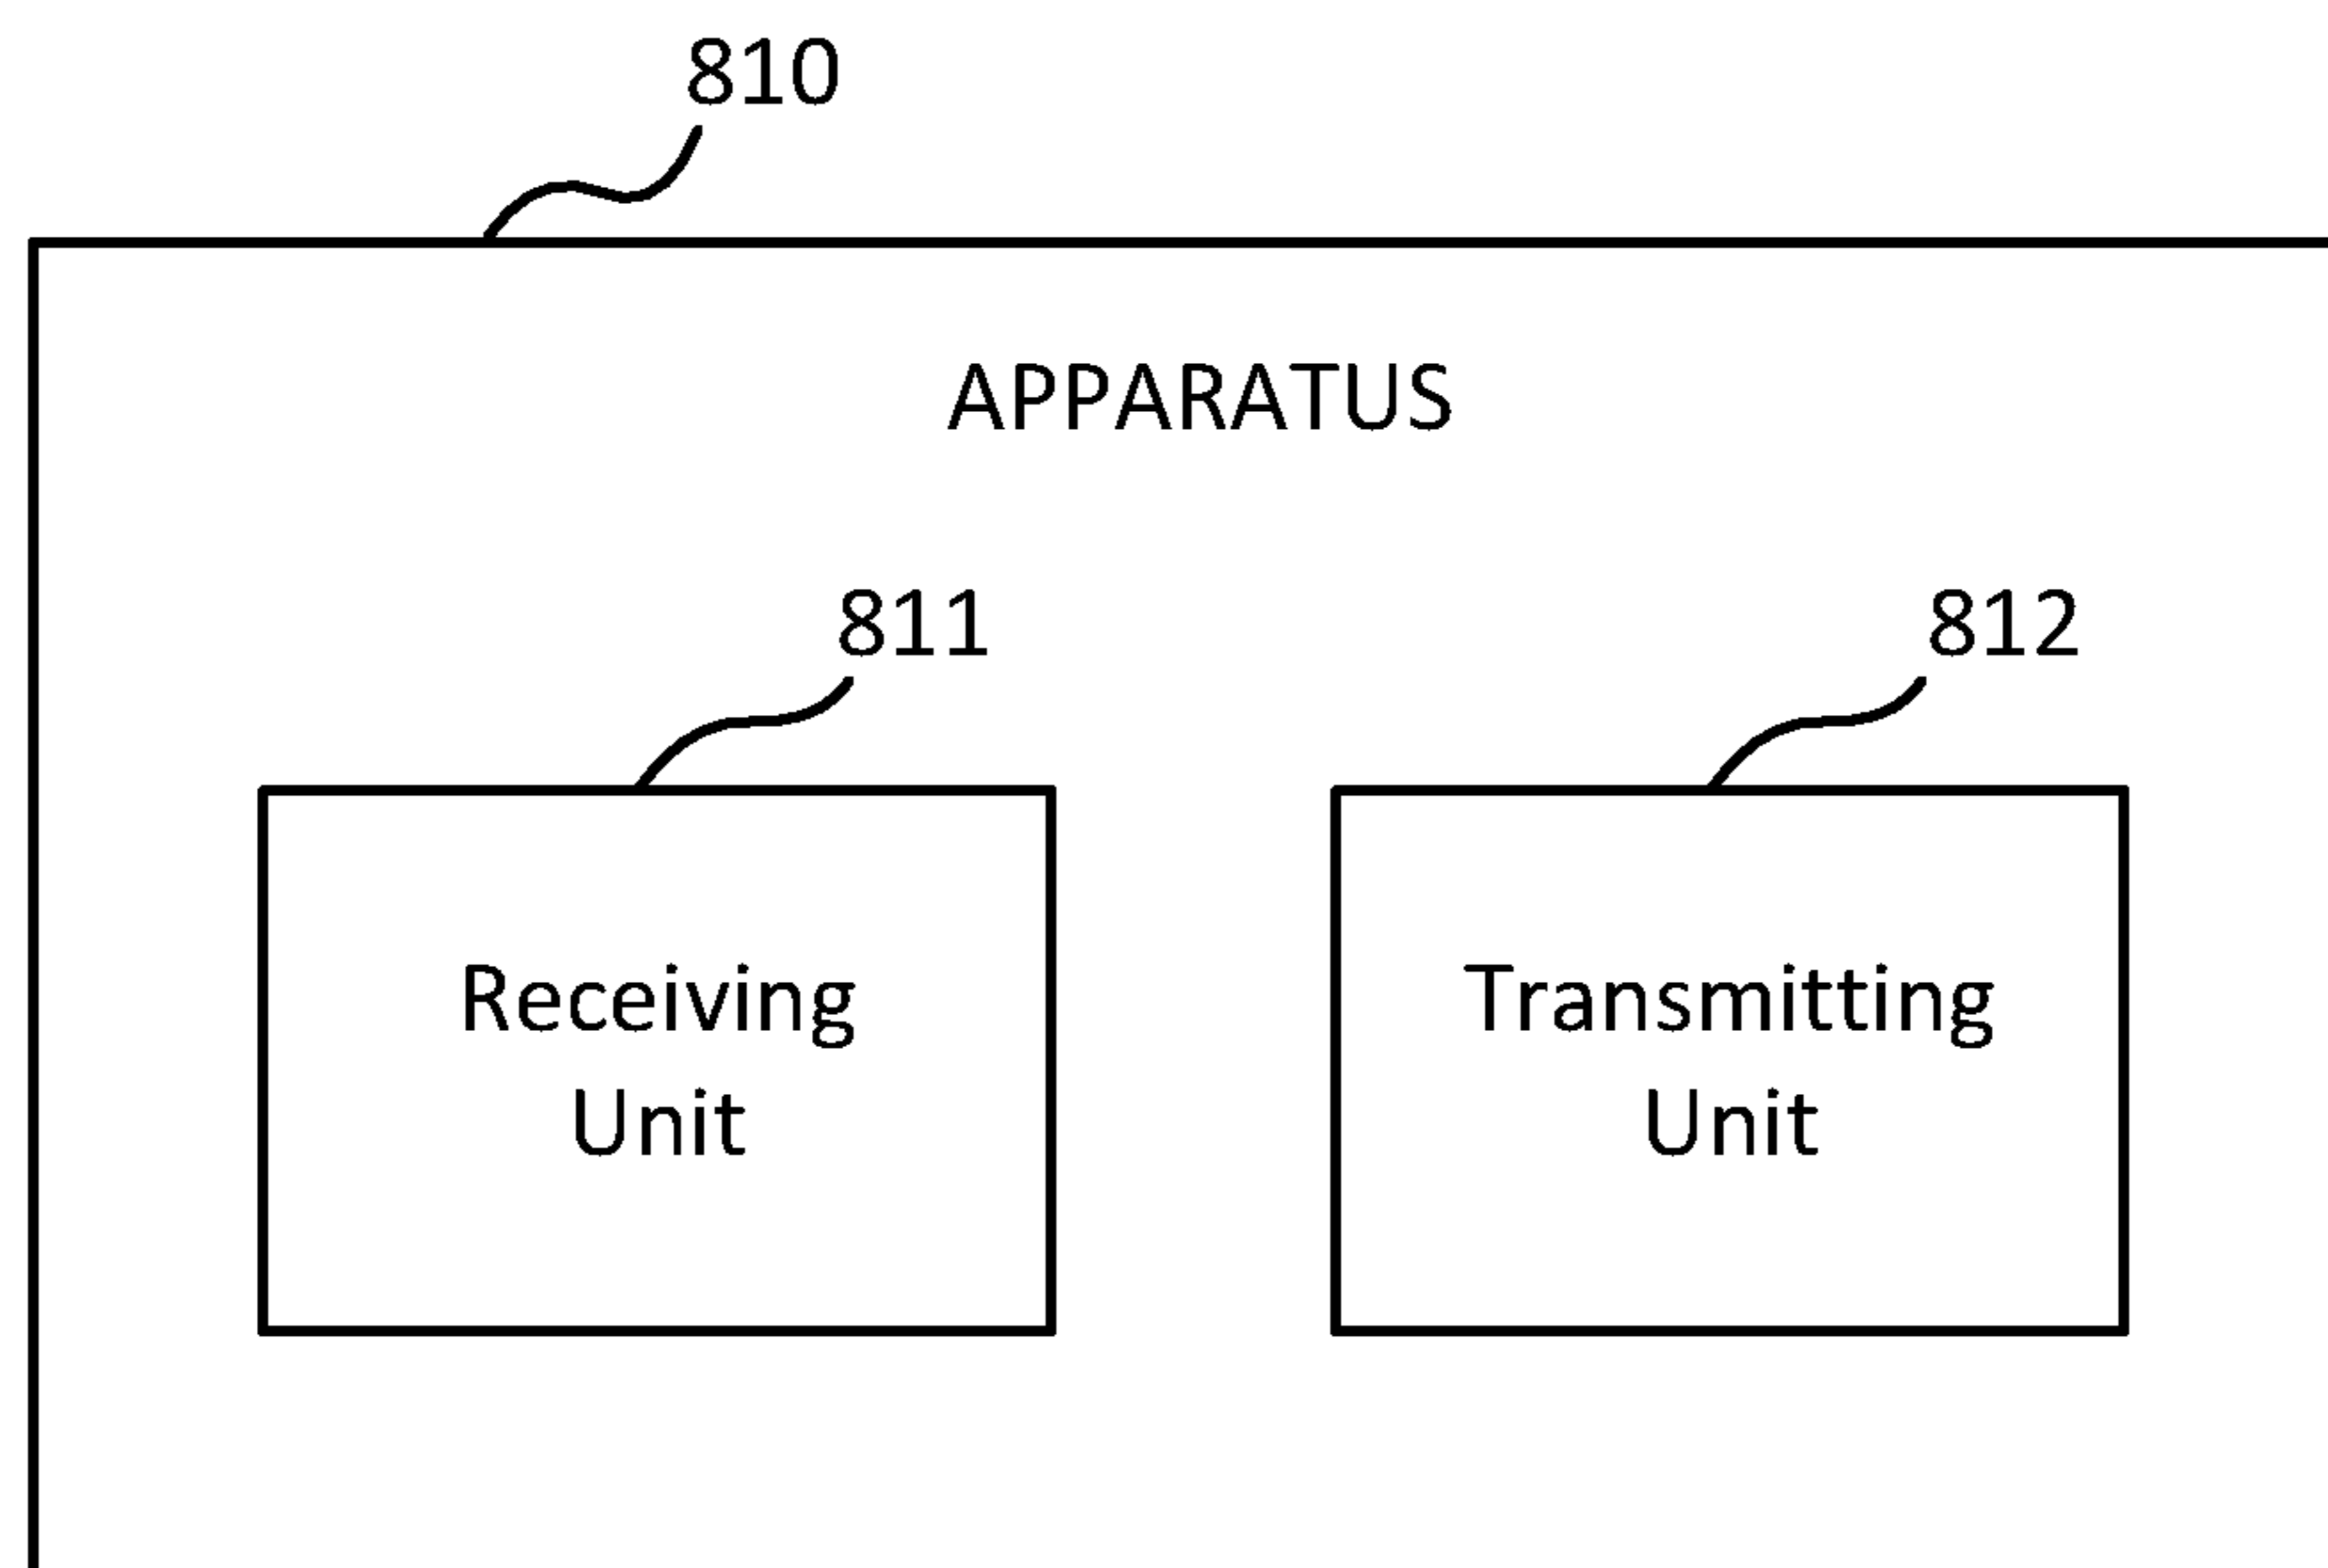 810
APPARATUS
811
812
Receiving
Unit
Transmitting
Unit